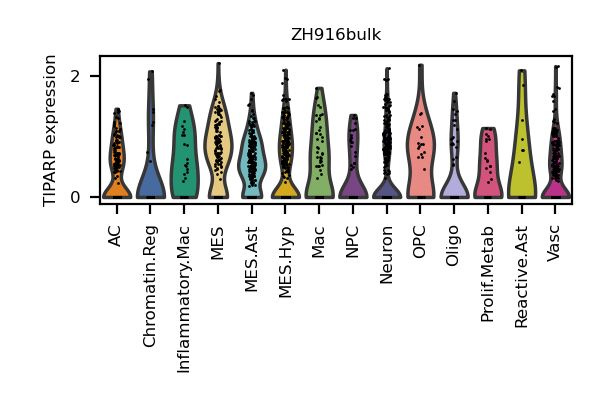 ZH916bulk
TIPARP expression
2
0
AC
Chromatin.Reg
Inflammatory.Mac
MES
MES.Ast
MES.Hyp
Mac
NPC
Neuron
OPC
Oligo
Prolif.Metab
Reactive.Ast
Vasc